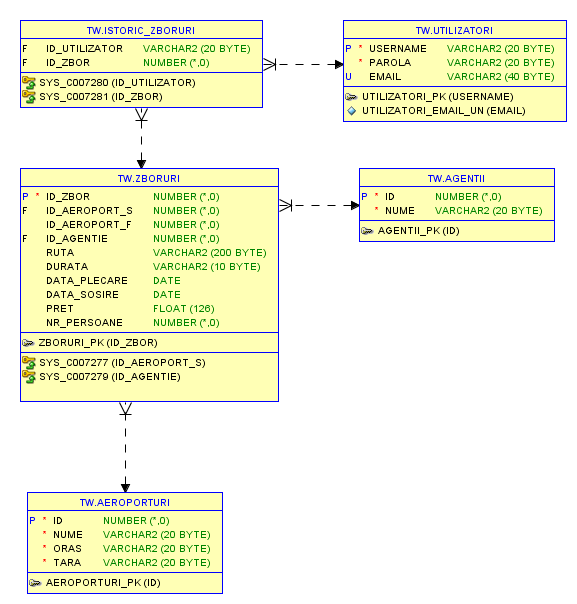 TW.ISTORIC_ZBORURI
F ID_UTILIZATOR VARCHAR2 (20 BYTE)
F ID_ZBOR NUMBER (*,0)
SYS_C007280 (ID_UTILIZATOR)
SYS_C007281 (ID_ZBOR)
TW.UTILIZATORI
P * USERNAME VARCHAR2 (20 BYTE)
* PAROLA VARCHAR2 (20 BYTE)
U EMAIL VARCHAR2 (40 BYTE)
UTILIZATORI_PK (USERNAME)
UTILIZATORI_EMAIL_UN (EMAIL)
TW.ZBORURI
P * ID_ZBOR NUMBER (*,0)
F ID_AEROPORT_S NUMBER (*,0)
ID_AEROPORT_F NUMBER (*,0)
F ID_AGENTIE NUMBER (*,0)
RUTA VARCHAR2 (200 BYTE)
DURATA VARCHAR2 (10 BYTE)
DATA_PLECARE DATE
DATA_SOSIRE DATE
PRET FLOAT (126)
NR_PERSOANE NUMBER (*,0)
ZBORURI_PK (ID_ZBOR)
SYS_C007277 (ID_AEROPORT_S)
SYS_C007279 (ID_AGENTIE)
TW.AGENTII
P * ID NUMBER (*,0)
* NUME VARCHAR2 (20 BYTE)
AGENTII_PK (ID)
TW.AEROPORTURI
P * ID NUMBER (*,0)
* NUME VARCHAR2 (20 BYTE)
* ORAS VARCHAR2 (20 BYTE)
* TARA VARCHAR2 (20 BYTE)
AEROPORTURI_PK (ID)